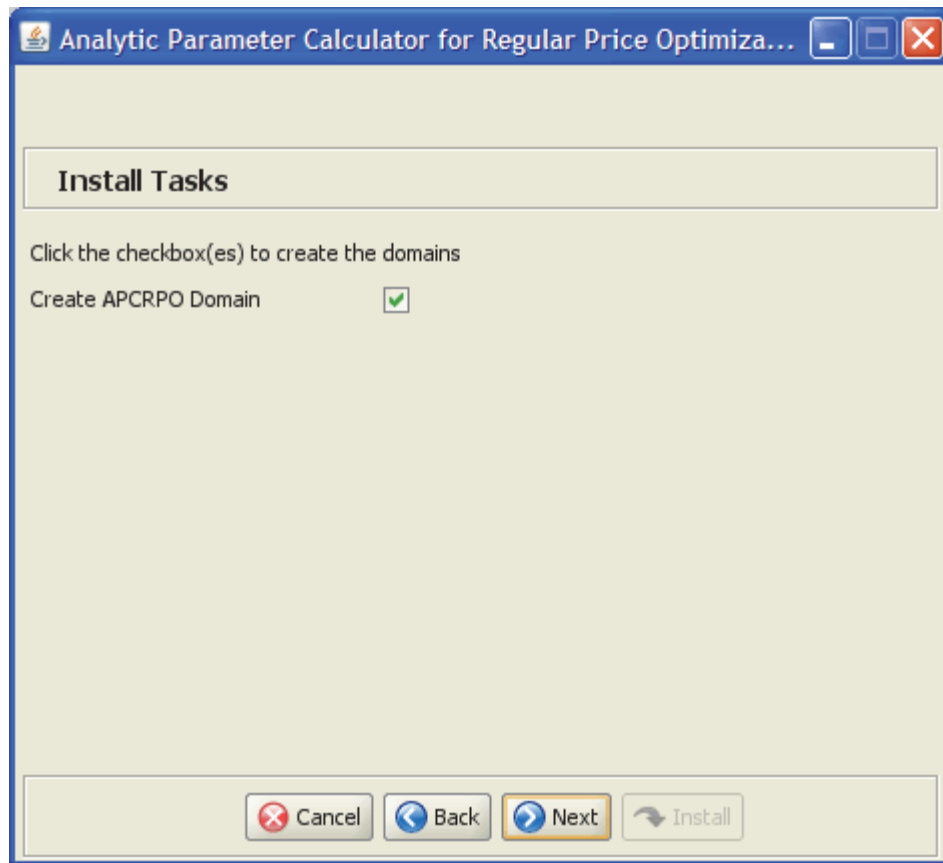 Analytic Parameter Calculator for Regular Price Optimiza...
Install Tasks
Click the checkbox(es) to create the domains
Create APCRPO Domain
Cancel
Back
Next
Install